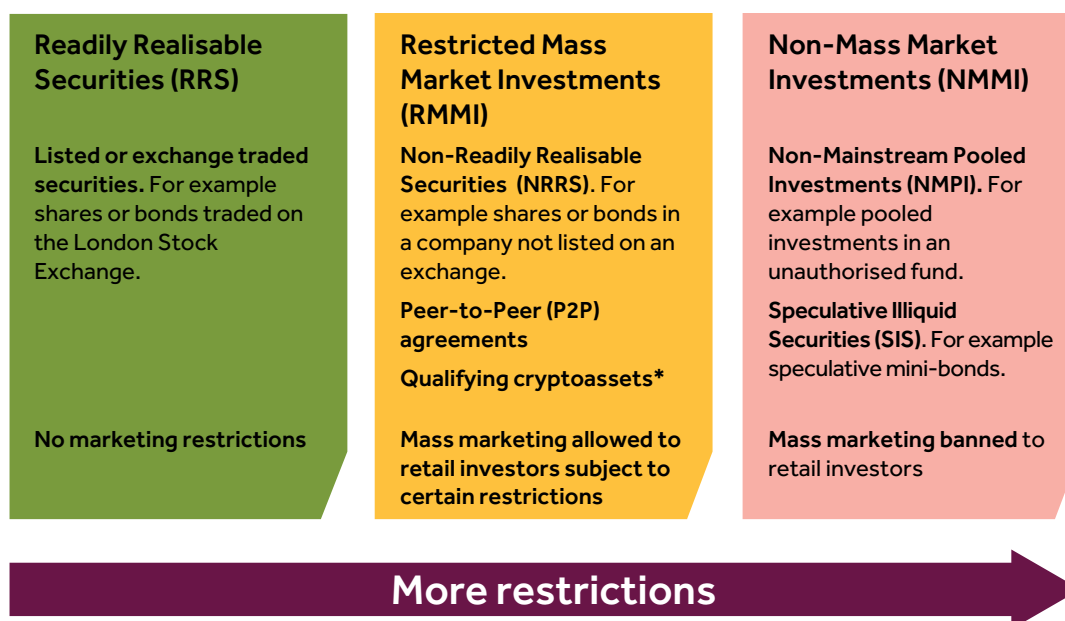 Readily Realisable
Securities (RRS)
Listed or exchange traded
securities. For example
shares or bonds traded on
the London Stock
Exchange.
No marketing restrictions
Restricted Mass
Market Investments
(RMMI)
Non-Readily Realisable
Securities (NRRS). For
example shares or bonds in
a company not listed on an
exchange.
Peer-to-Peer (P2P)
agreements
Qualifying cryptoassets*
Mass marketing allowed to
retail investors subject to
certain restrictions
Non-Mass Market
Investments (NMMI)
Non-Mainstream Pooled
Investments (NMPI). For
example pooled
investments in an
unauthorised fund.
Speculative Illiquid
Securities (SIS). For example
speculative mini-bonds.
Mass marketing banned to
retail investors
More restrictions